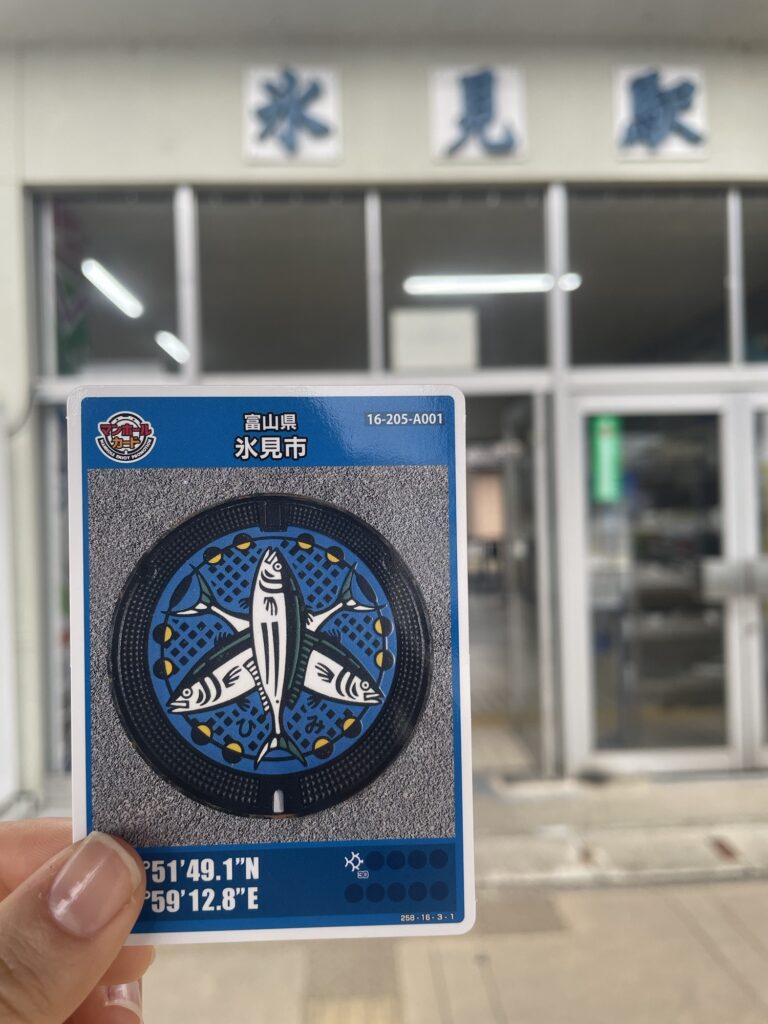 氷見駅
マンホール
カード
富山県
氷見市
16-205-A001
ひみ
°51'49.1"N
°59'12.8"E
258-16-3-1